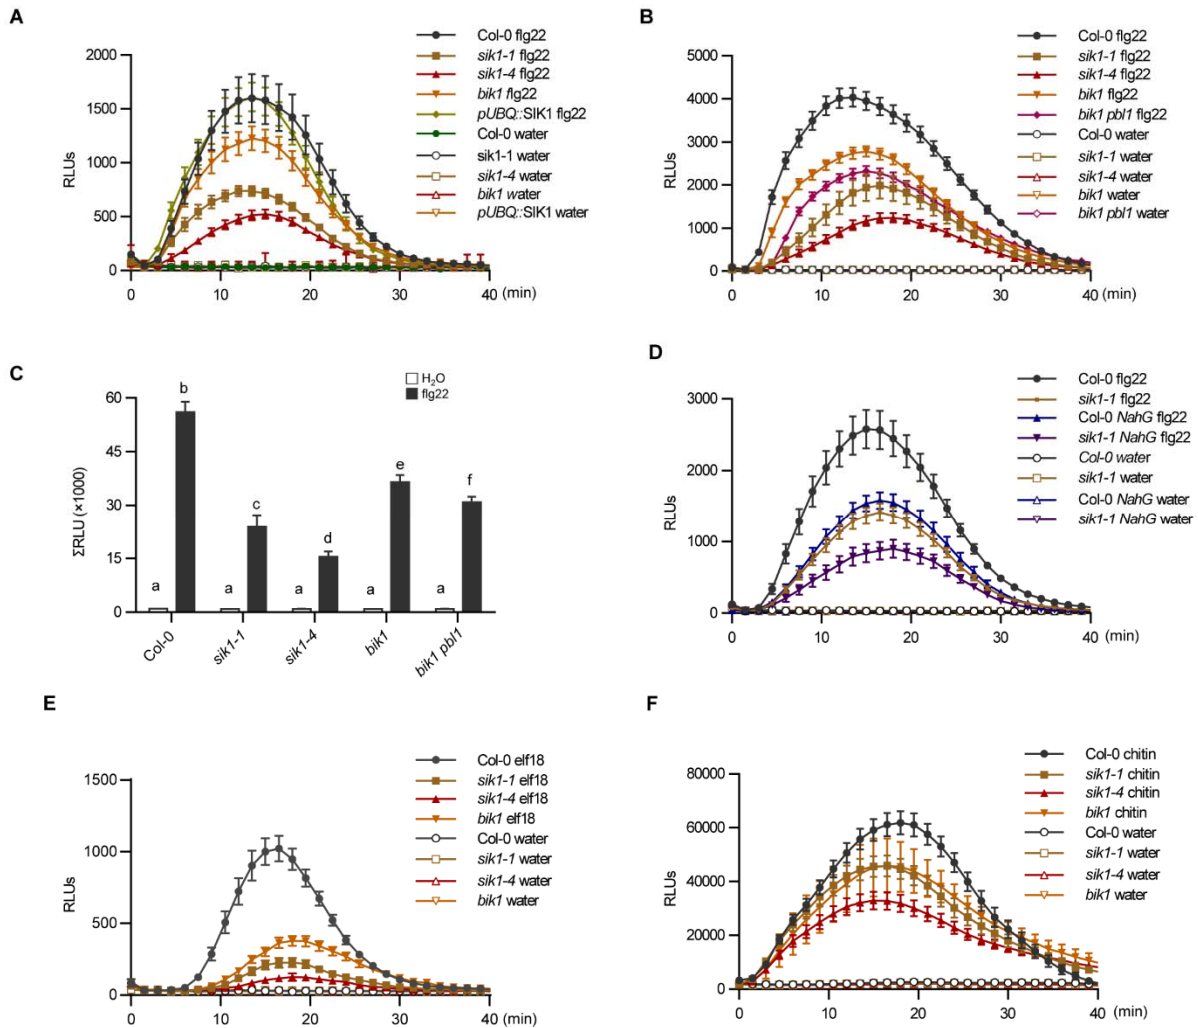 A
2000
1500
1000
500
0
RLUs
0
10
20
30
40
(min)
Col-0 flg22
sik1-1 flg22
sik1-4 flg22
bik1 flg22
pUBQ::SIK1 flg22
Col-0 water
sik1-1 water
sik1-4 water
bik1 water
pUBQ::SIK1 water
B
5000
4000
3000
2000
1000
0
RLUs
0
10
20
30
40
(min)
Col-0 flg22
sik1-1 flg22
sik1-4 flg22
bik1 flg22
bik1 pbl1 flg22
Col-0 water
sik1-1 water
sik1-4 water
bik1 water
bik1 pbl1 water
C
H₂O
flg22
60
45
30
15
0
ΣRLU (×1000)
a
b
a
c
a
d
a
e
a
f
Col-0
sik1-1
sik1-4
bik1
bik1 pbl1
D
3000
2000
1000
0
RLUs
0
10
20
30
40
(min)
Col-0 flg22
sik1-1 flg22
Col-0 NahG flg22
sik1-1 NahG flg22
Col-0 water
sik1-1 water
Col-0 NahG water
sik1-1 NahG water
E
1500
1000
500
0
RLUs
0
10
20
30
40
(min)
Col-0 elf18
sik1-1 elf18
sik1-4 elf18
bik1 elf18
Col-0 water
sik1-1 water
sik1-4 water
bik1 water
F
80000
60000
40000
20000
0
RLUs
0
10
20
30
40
(min)
Col-0 chitin
sik1-1 chitin
sik1-4 chitin
bik1 chitin
Col-0 water
sik1-1 water
sik1-4 water
bik1 water